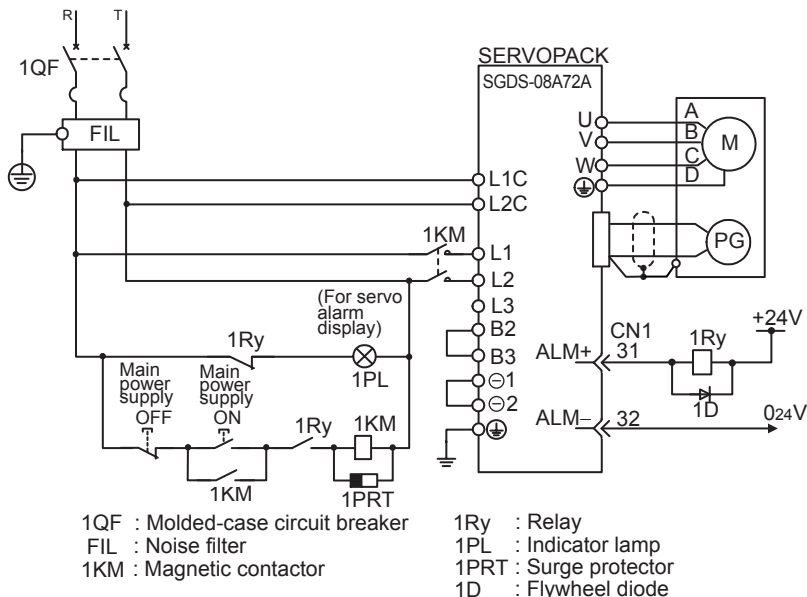 R T
1QF
FIL
SERVOPACK
SGDS-08A72A
U
V
W
A
B
C
D
M
PG
L1C
L2C
1KM
L1
L2
L3
B2
B3
⊖1
⊖2
(For servo
alarm
display)
1Ry
1PL
Main
power
supply
OFF
Main
power
supply
ON
1Ry
1KM
1KM
1PRT
CN1
ALM+ 31
1Ry
+24V
1D
ALM− 32
024V
1QF : Molded-case circuit breaker
FIL : Noise filter
1KM : Magnetic contactor
1Ry : Relay
1PL : Indicator lamp
1PRT : Surge protector
1D : Flywheel diode